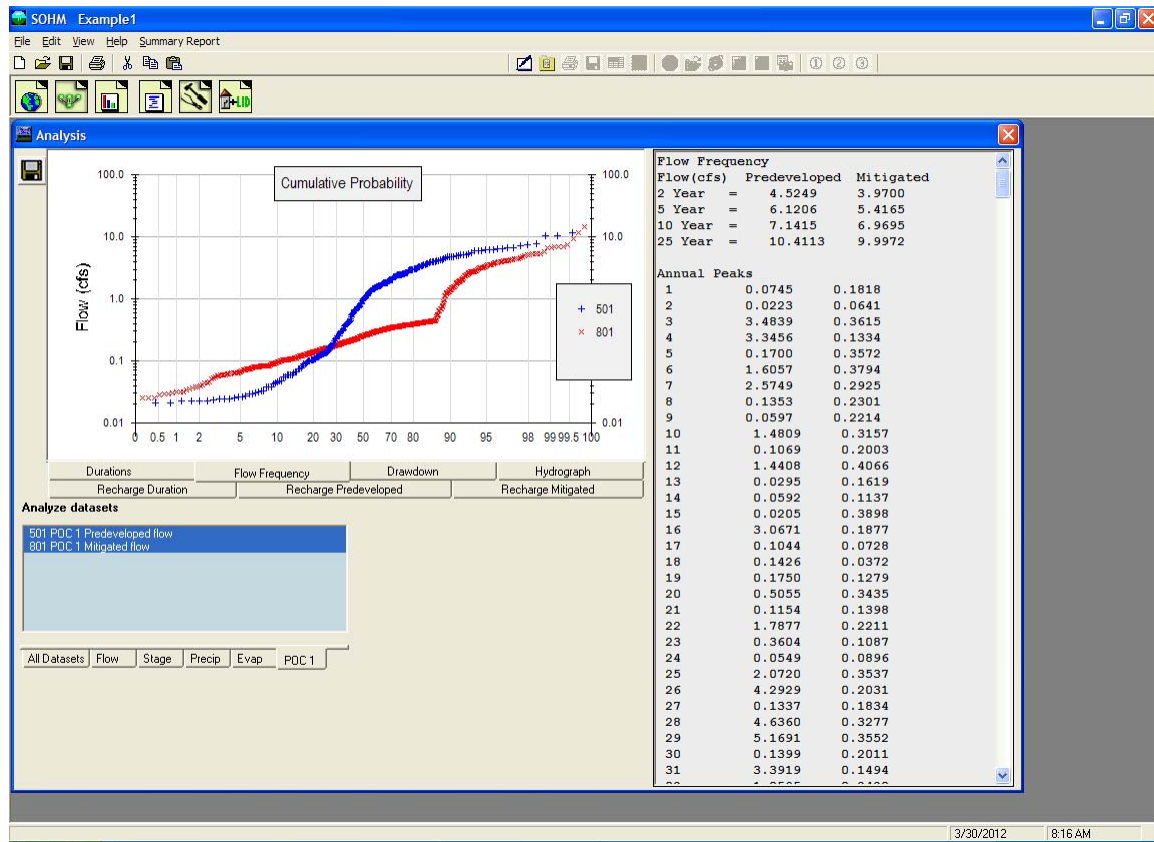 SOHM Example1
File Edit View Help Summary Report
+LID
Analysis
Cumulative Probability
100.0
10.0
1.0
0.1
0.01
Flow (cfs)
100.0
10.0
0.01
+ 501
× 801
0 0.5 1 2 5 10 20 30 50 70 80 90 95 98 99 99.5 100
Durations Flow Frequency Drawdown Hydrograph
Recharge Duration Recharge Predeveloped Recharge Mitigated
Analyze datasets
501 POC 1 Predeveloped flow
801 POC 1 Mitigated flow
All Datasets Flow Stage Precip Evap POC 1
Flow Frequency
Flow(cfs) Predeveloped Mitigated
2 Year = 4.5249 3.9700
5 Year = 6.1206 5.4165
10 Year = 7.1415 6.9695
25 Year = 10.4113 9.9972
Annual Peaks
1 0.0745 0.1818
2 0.0223 0.0641
3 3.4839 0.3615
4 3.3456 0.1334
5 0.1700 0.3572
6 1.6057 0.3794
7 2.5749 0.2925
8 0.1353 0.2301
9 0.0597 0.2214
10 1.4809 0.3157
11 0.1069 0.2003
12 1.4408 0.4066
13 0.0295 0.1619
14 0.0592 0.1137
15 0.0205 0.3898
16 3.0671 0.1877
17 0.1044 0.0728
18 0.1426 0.0372
19 0.1750 0.1279
20 0.5055 0.3435
21 0.1154 0.1398
22 1.7877 0.2211
23 0.3604 0.1087
24 0.0549 0.0896
25 2.0720 0.3537
26 4.2929 0.2031
27 0.1337 0.1834
28 4.6360 0.3277
29 5.1691 0.3552
30 0.1399 0.2011
31 3.3919 0.1494
3/30/2012 8:16 AM